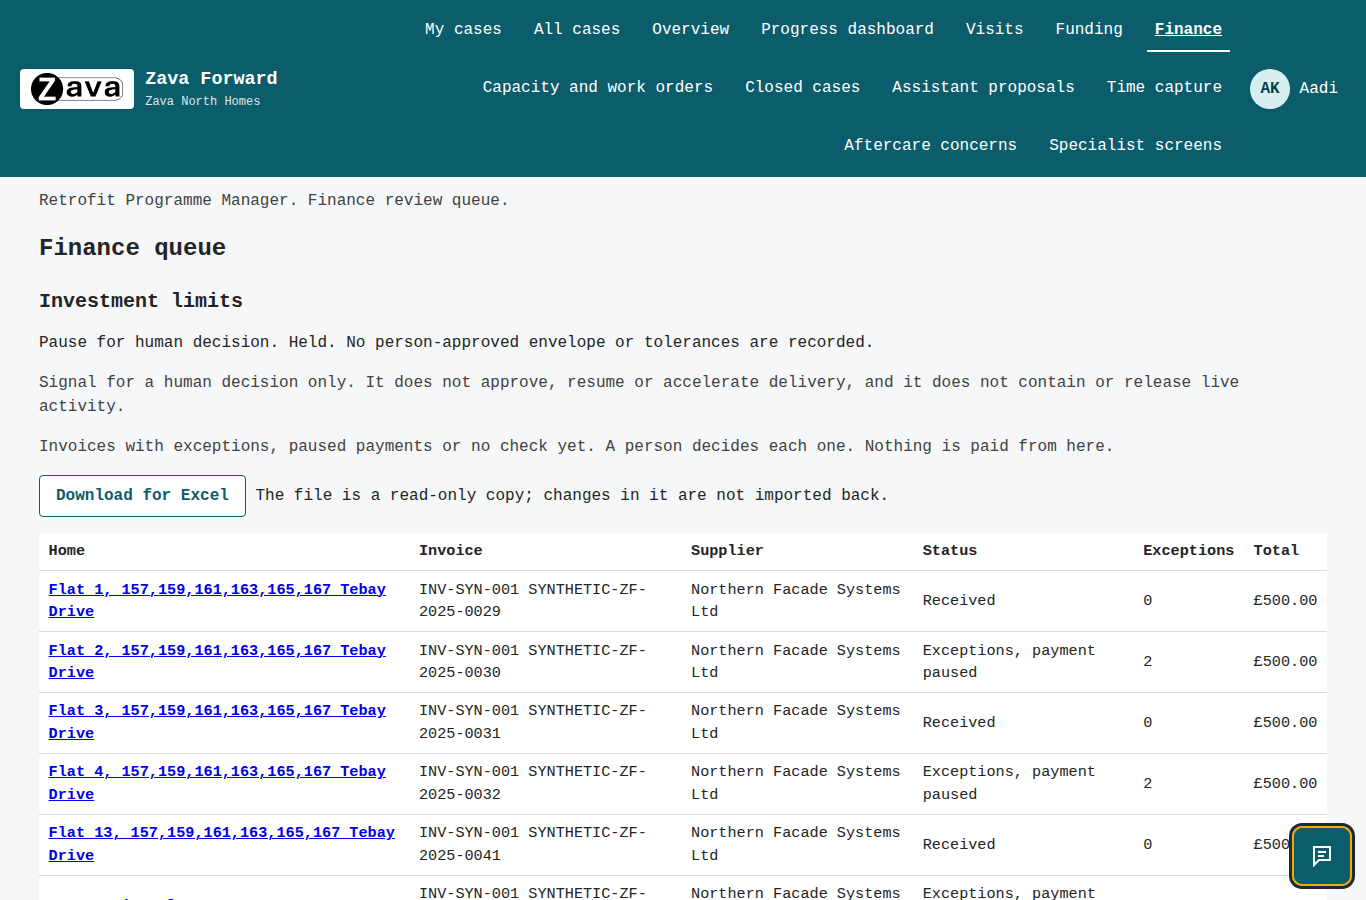 My cases All cases Overview Progress dashboard Visits Funding Finance
Zava
Zava Forward
Zava North Homes
Capacity and work orders Closed cases Assistant proposals Time capture
AK Aadi
Aftercare concerns Specialist screens
Retrofit Programme Manager. Finance review queue.
Finance queue
Investment limits
Pause for human decision. Held. No person-approved envelope or tolerances are recorded.
Signal for a human decision only. It does not approve, resume or accelerate delivery, and it does not contain or release live
activity.
Invoices with exceptions, paused payments or no check yet. A person decides each one. Nothing is paid from here.
Download for Excel The file is a read-only copy; changes in it are not imported back.
Home Invoice Supplier Status Exceptions Total
Flat 1, 157,159,161,163,165,167 Tebay INV-SYN-001 SYNTHETIC-ZF- Northern Facade Systems Received 0 £500.00
Drive 2025-0029 Ltd
Flat 2, 157,159,161,163,165,167 Tebay INV-SYN-001 SYNTHETIC-ZF- Northern Facade Systems Exceptions, payment 2 £500.00
Drive 2025-0030 Ltd paused
Flat 3, 157,159,161,163,165,167 Tebay INV-SYN-001 SYNTHETIC-ZF- Northern Facade Systems Received 0 £500.00
Drive 2025-0031 Ltd
Flat 4, 157,159,161,163,165,167 Tebay INV-SYN-001 SYNTHETIC-ZF- Northern Facade Systems Exceptions, payment 2 £500.00
Drive 2025-0032 Ltd paused
Flat 13, 157,159,161,163,165,167 Tebay INV-SYN-001 SYNTHETIC-ZF- Northern Facade Systems Received 0 £500
Drive 2025-0041 Ltd
INV-SYN-001 SYNTHETIC-ZF- Northern Facade Systems Exceptions, payment